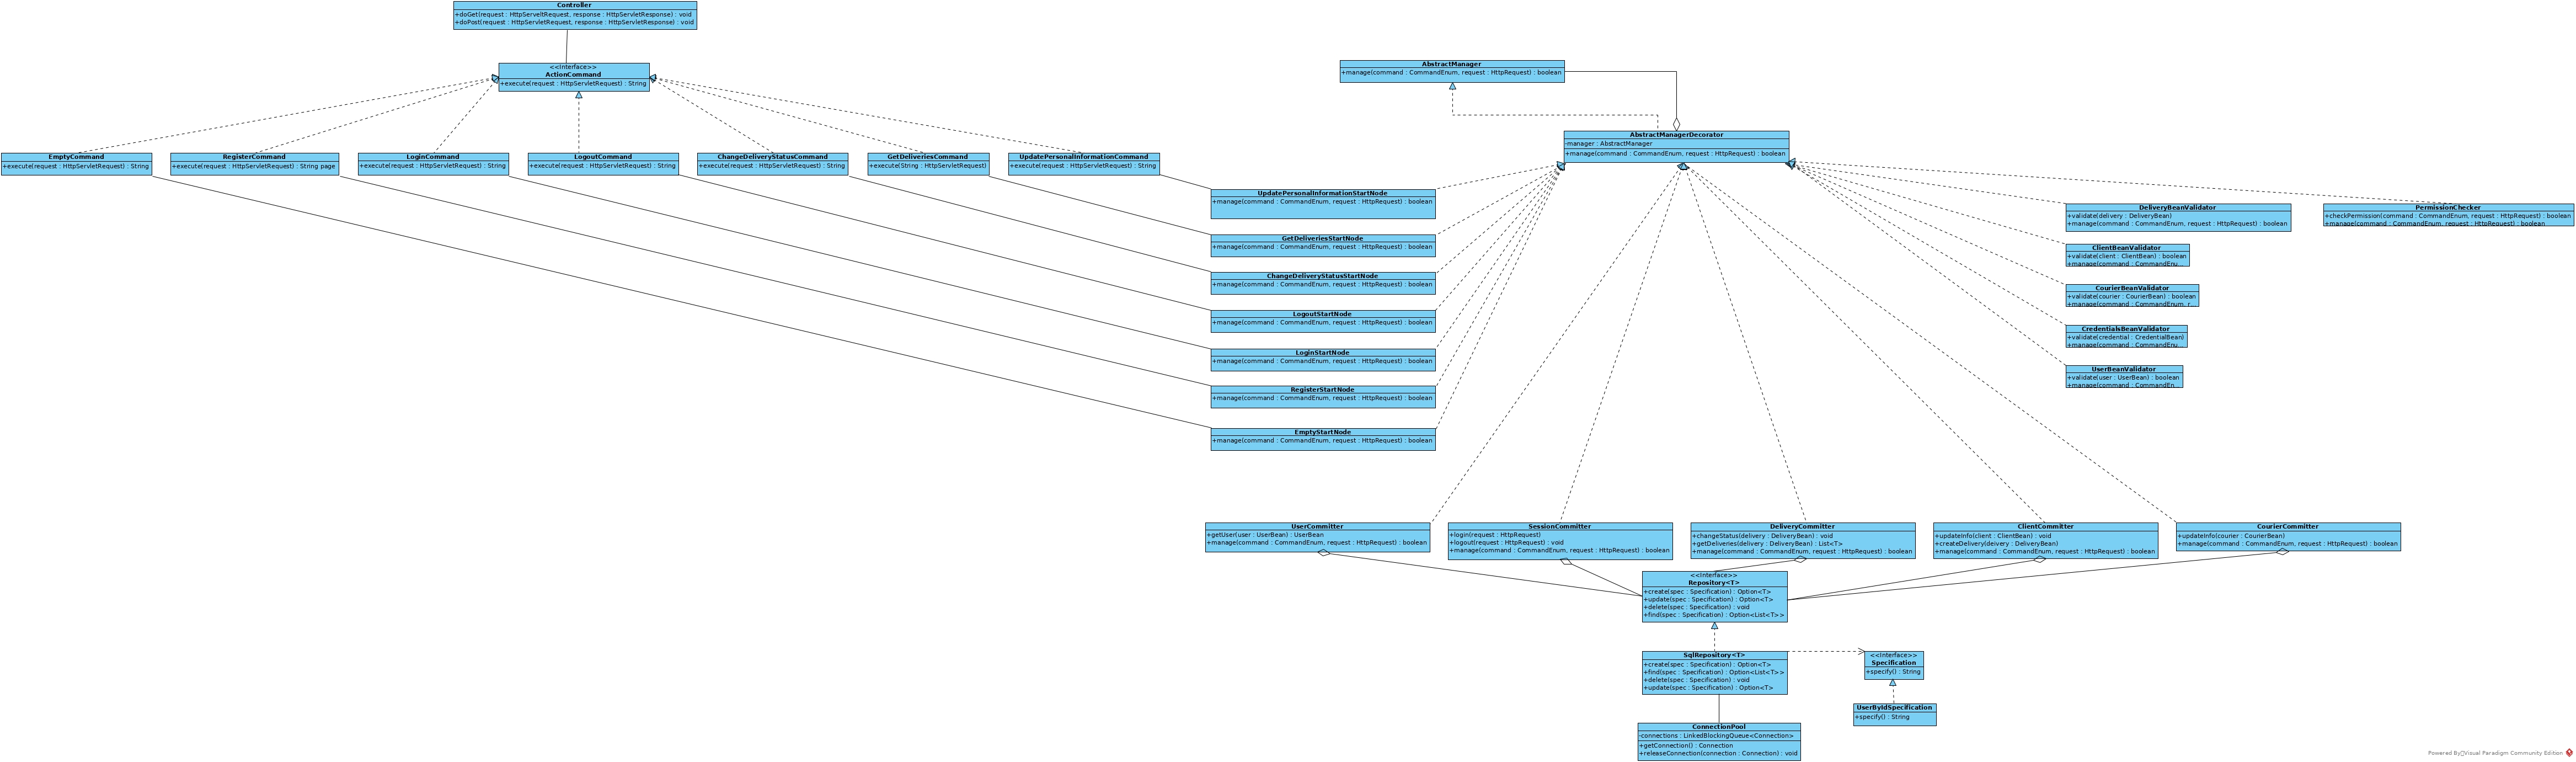 Controller
+doGet(request : HttpServeltRequest, response : HttpServletResponse) : void
+doPost(request : HttpServletRequest, response : HttpServletResponse) : void
<<Interface>>
ActionCommand
+execute(request : HttpServletRequest) : String
AbstractManager
+manage(command : CommandEnum, request : HttpRequest) : boolean
AbstractManagerDecorator
-manager : AbstractManager
+manage(command : CommandEnum, request : HttpRequest) : boolean
EmptyCommand
+execute(request : HttpServletRequest) : String
RegisterCommand
+execute(request : HttpServletRequest) : String page
LoginCommand
+execute(request : HttpServletRequest) : String
LogoutCommand
+execute(request : HttpServletRequest) : String
ChangeDeliveryStatusCommand
+execute(request : HttpServletRequest) : String
GetDeliveriesCommand
+execute(String : HttpServletRequest)
UpdatePersonalInformationCommand
+execute(request : HttpServletRequest) : String
UpdatePersonalInformationStartNode
+manage(command : CommandEnum, request : HttpRequest) : boolean
GetDeliveriesStartNode
+manage(command : CommandEnum, request : HttpRequest) : boolean
ChangeDeliveryStatusStartNode
+manage(command : CommandEnum, request : HttpRequest) : boolean
LogoutStartNode
+manage(command : CommandEnum, request : HttpRequest) : boolean
LoginStartNode
+manage(command : CommandEnum, request : HttpRequest) : boolean
RegisterStartNode
+manage(command : CommandEnum, request : HttpRequest) : boolean
EmptyStartNode
+manage(command : CommandEnum, request : HttpRequest) : boolean
DeliveryBeanValidator
+validate(delivery : DeliveryBean)
+manage(command : CommandEnum, request : HttpRequest) : boolean
PermissionChecker
+checkPermission(command : CommandEnum, request : HttpRequest) : boolean
+manage(command : CommandEnum, request : HttpRequest) : boolean
ClientBeanValidator
+validate(client : ClientBean) : boolean
+manage(command : CommandEnu...
CourierBeanValidator
+validate(courier : CourierBean) : boolean
+manage(command : CommandEnum, r...
CredentialsBeanValidator
+validate(credential : CredentialBean)
+manage(command : CommandEnu...
UserBeanValidator
+validate(user : UserBean) : boolean
+manage(command : CommandEn...
UserCommitter
+getUser(user : UserBean) : UserBean
+manage(command : CommandEnum, request : HttpRequest) : boolean
SessionCommitter
+login(request : HttpRequest)
+logout(request : HttpRequest) : void
+manage(command : CommandEnum, request : HttpRequest) : boolean
DeliveryCommitter
+changeStatus(delivery : DeliveryBean) : void
+getDeliveries(delivery : DeliveryBean) : List<T>
+manage(command : CommandEnum, request : HttpRequest) : boolean
ClientCommitter
+updateInfo(client : ClientBean) : void
+createDelivery(deivery : DeliveryBean)
+manage(command : CommandEnum, request : HttpRequest) : boolean
CourierCommitter
+updateInfo(courier : CourierBean)
+manage(command : CommandEnum, request : HttpRequest) : boolean
<<Interface>>
Repository<T>
+create(spec : Specification) : Option<T>
+update(spec : Specification) : Option<T>
+delete(spec : Specification) : void
+find(spec : Specification) : Option<List<T>>
SqlRepository<T>
+create(spec : Specification) : Option<T>
+find(spec : Specification) : Option<List<T>>
+delete(spec : Specification) : void
+update(spec : Specification) : Option<T>
<<Interface>>
Specification
+specify() : String
UserByIdSpecification
+specify() : String
ConnectionPool
-connections : LinkedBlockingQueue<Connection>
+getConnection() : Connection
+releaseConnection(connection : Connection) : void
Powered By Visual Paradigm Community Edition